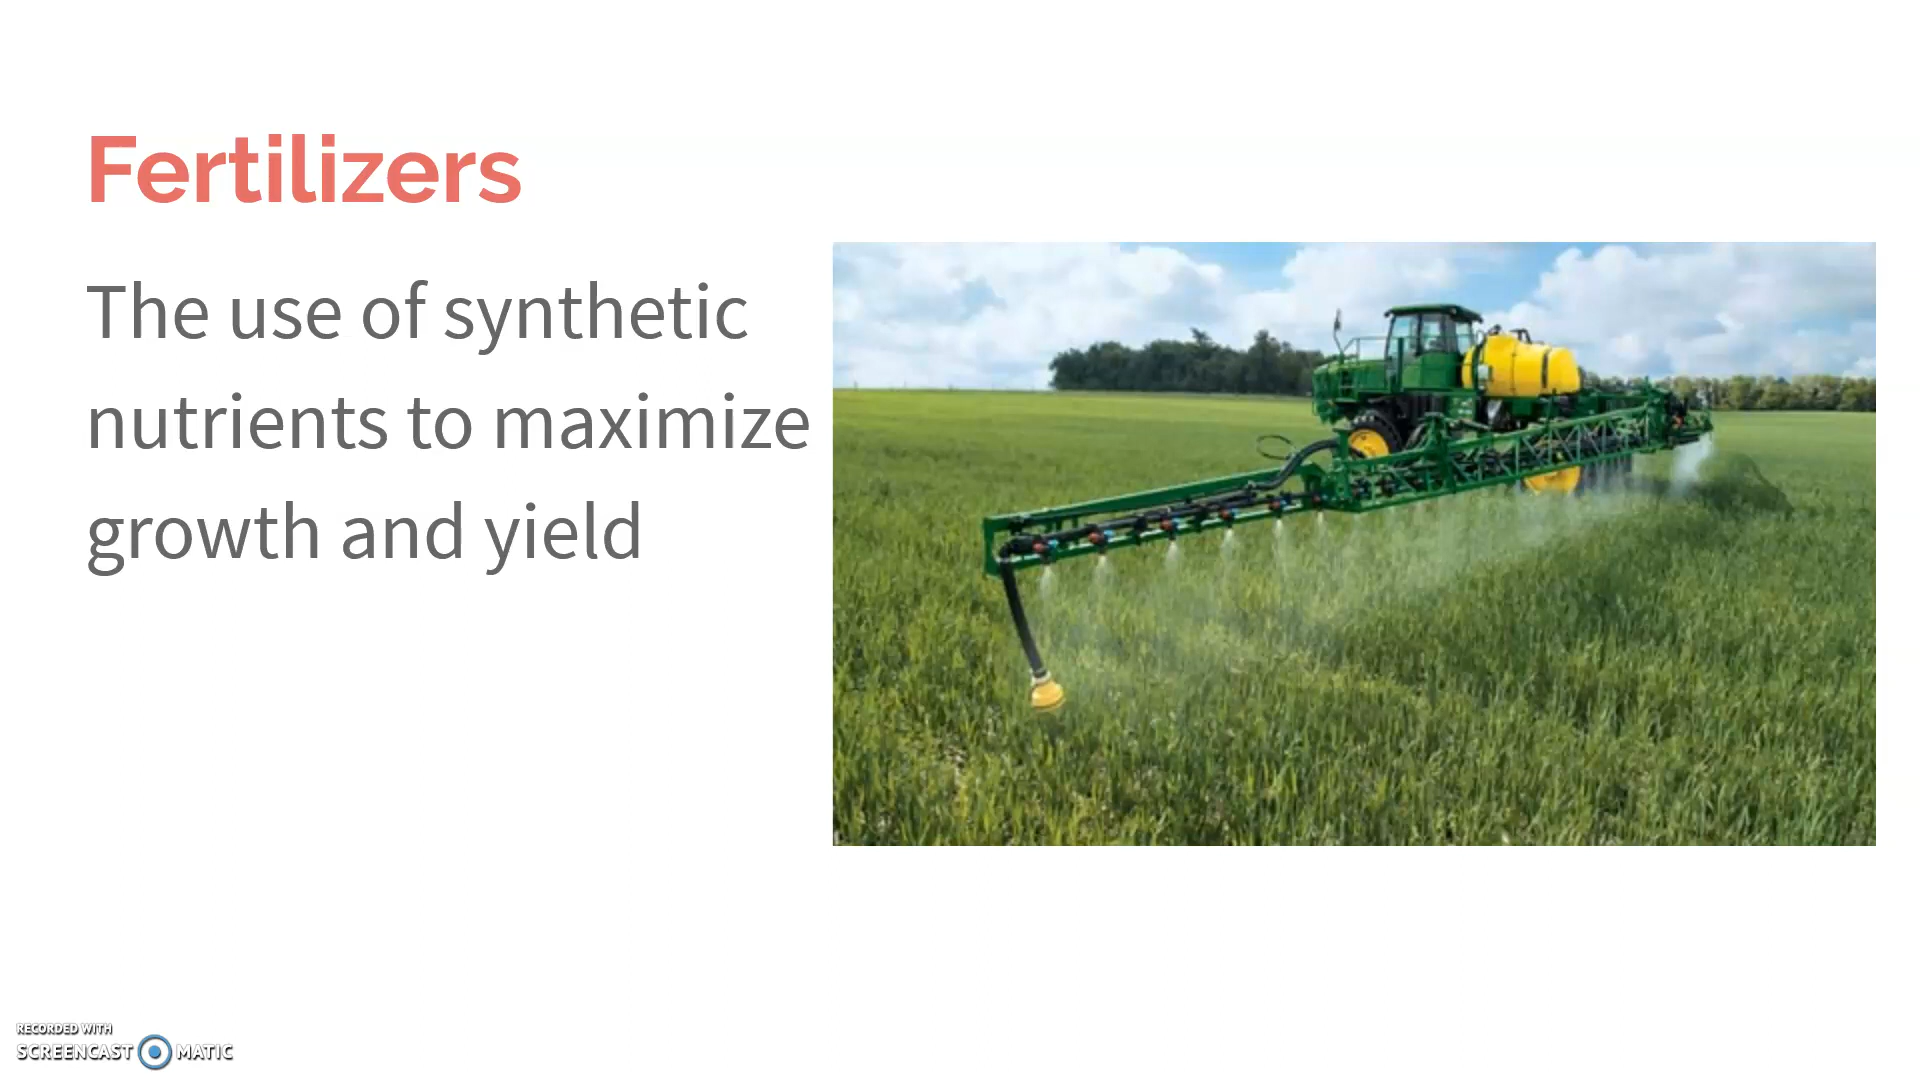 Fertilizers
The use of synthetic
nutrients to maximize
growth and yield
RECORDED WITH
SCREENCAST MATIC